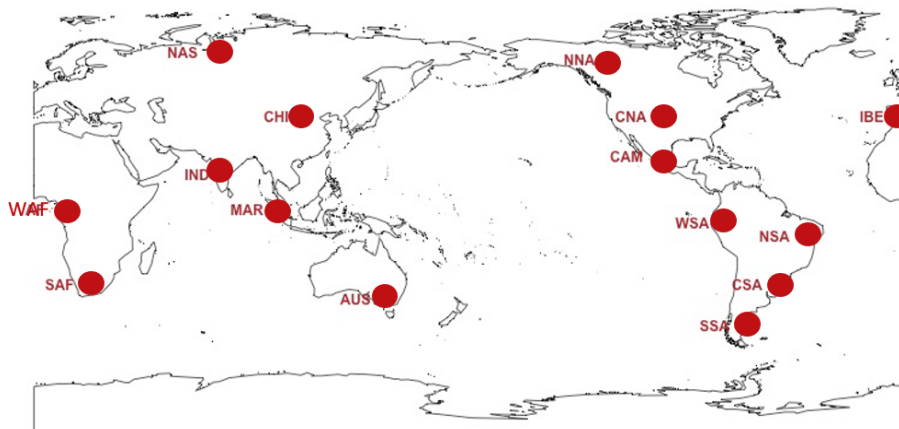 NAS
NNA
CHI
CNA
IBE
CAM
IND
WAF
MAR
WSA
NSA
SAF
CSA
AUS
SSA